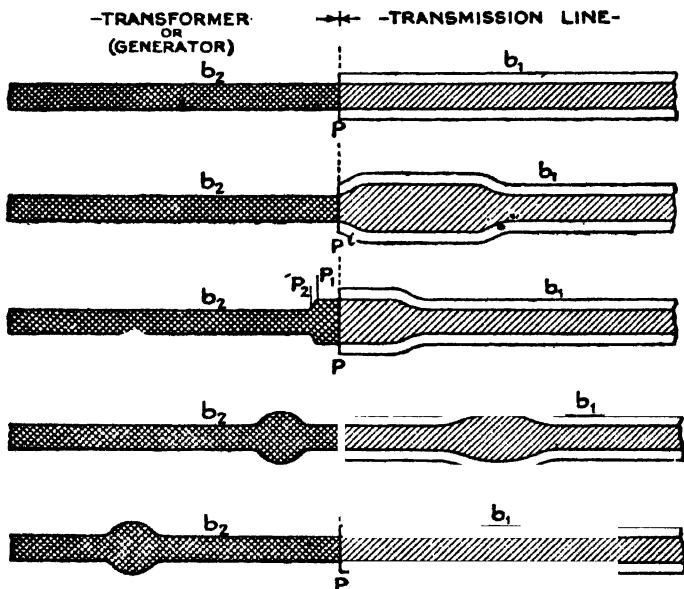 -TRANSFORMER- -TRANSMISSION LINE-
OR
(GENERATOR)
b2 b1
P
b2 b1
P
P2 P1
b2 b1
P
b2 b1
b2 b1
P